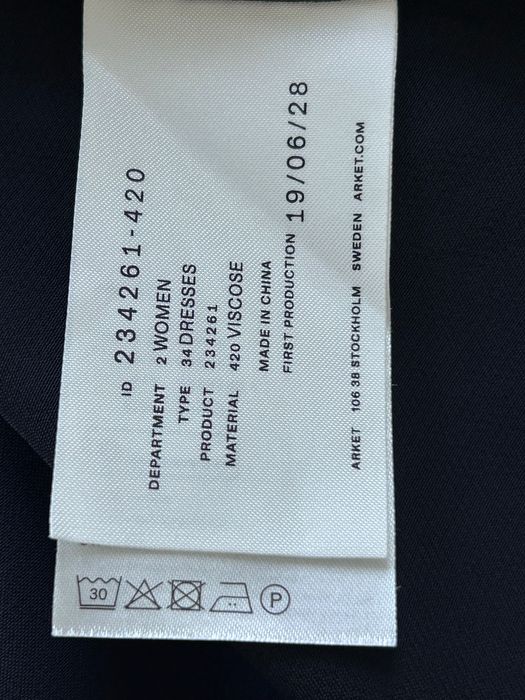 ID 234261-420
DEPARTMENT 2 WOMEN
TYPE 34 DRESSES
PRODUCT 234261
MATERIAL 420 VISCOSE
MADE IN CHINA
FIRST PRODUCTION 19/06/28
ARKET 106 38 STOCKHOLM SWEDEN ARKET.COM
30
P